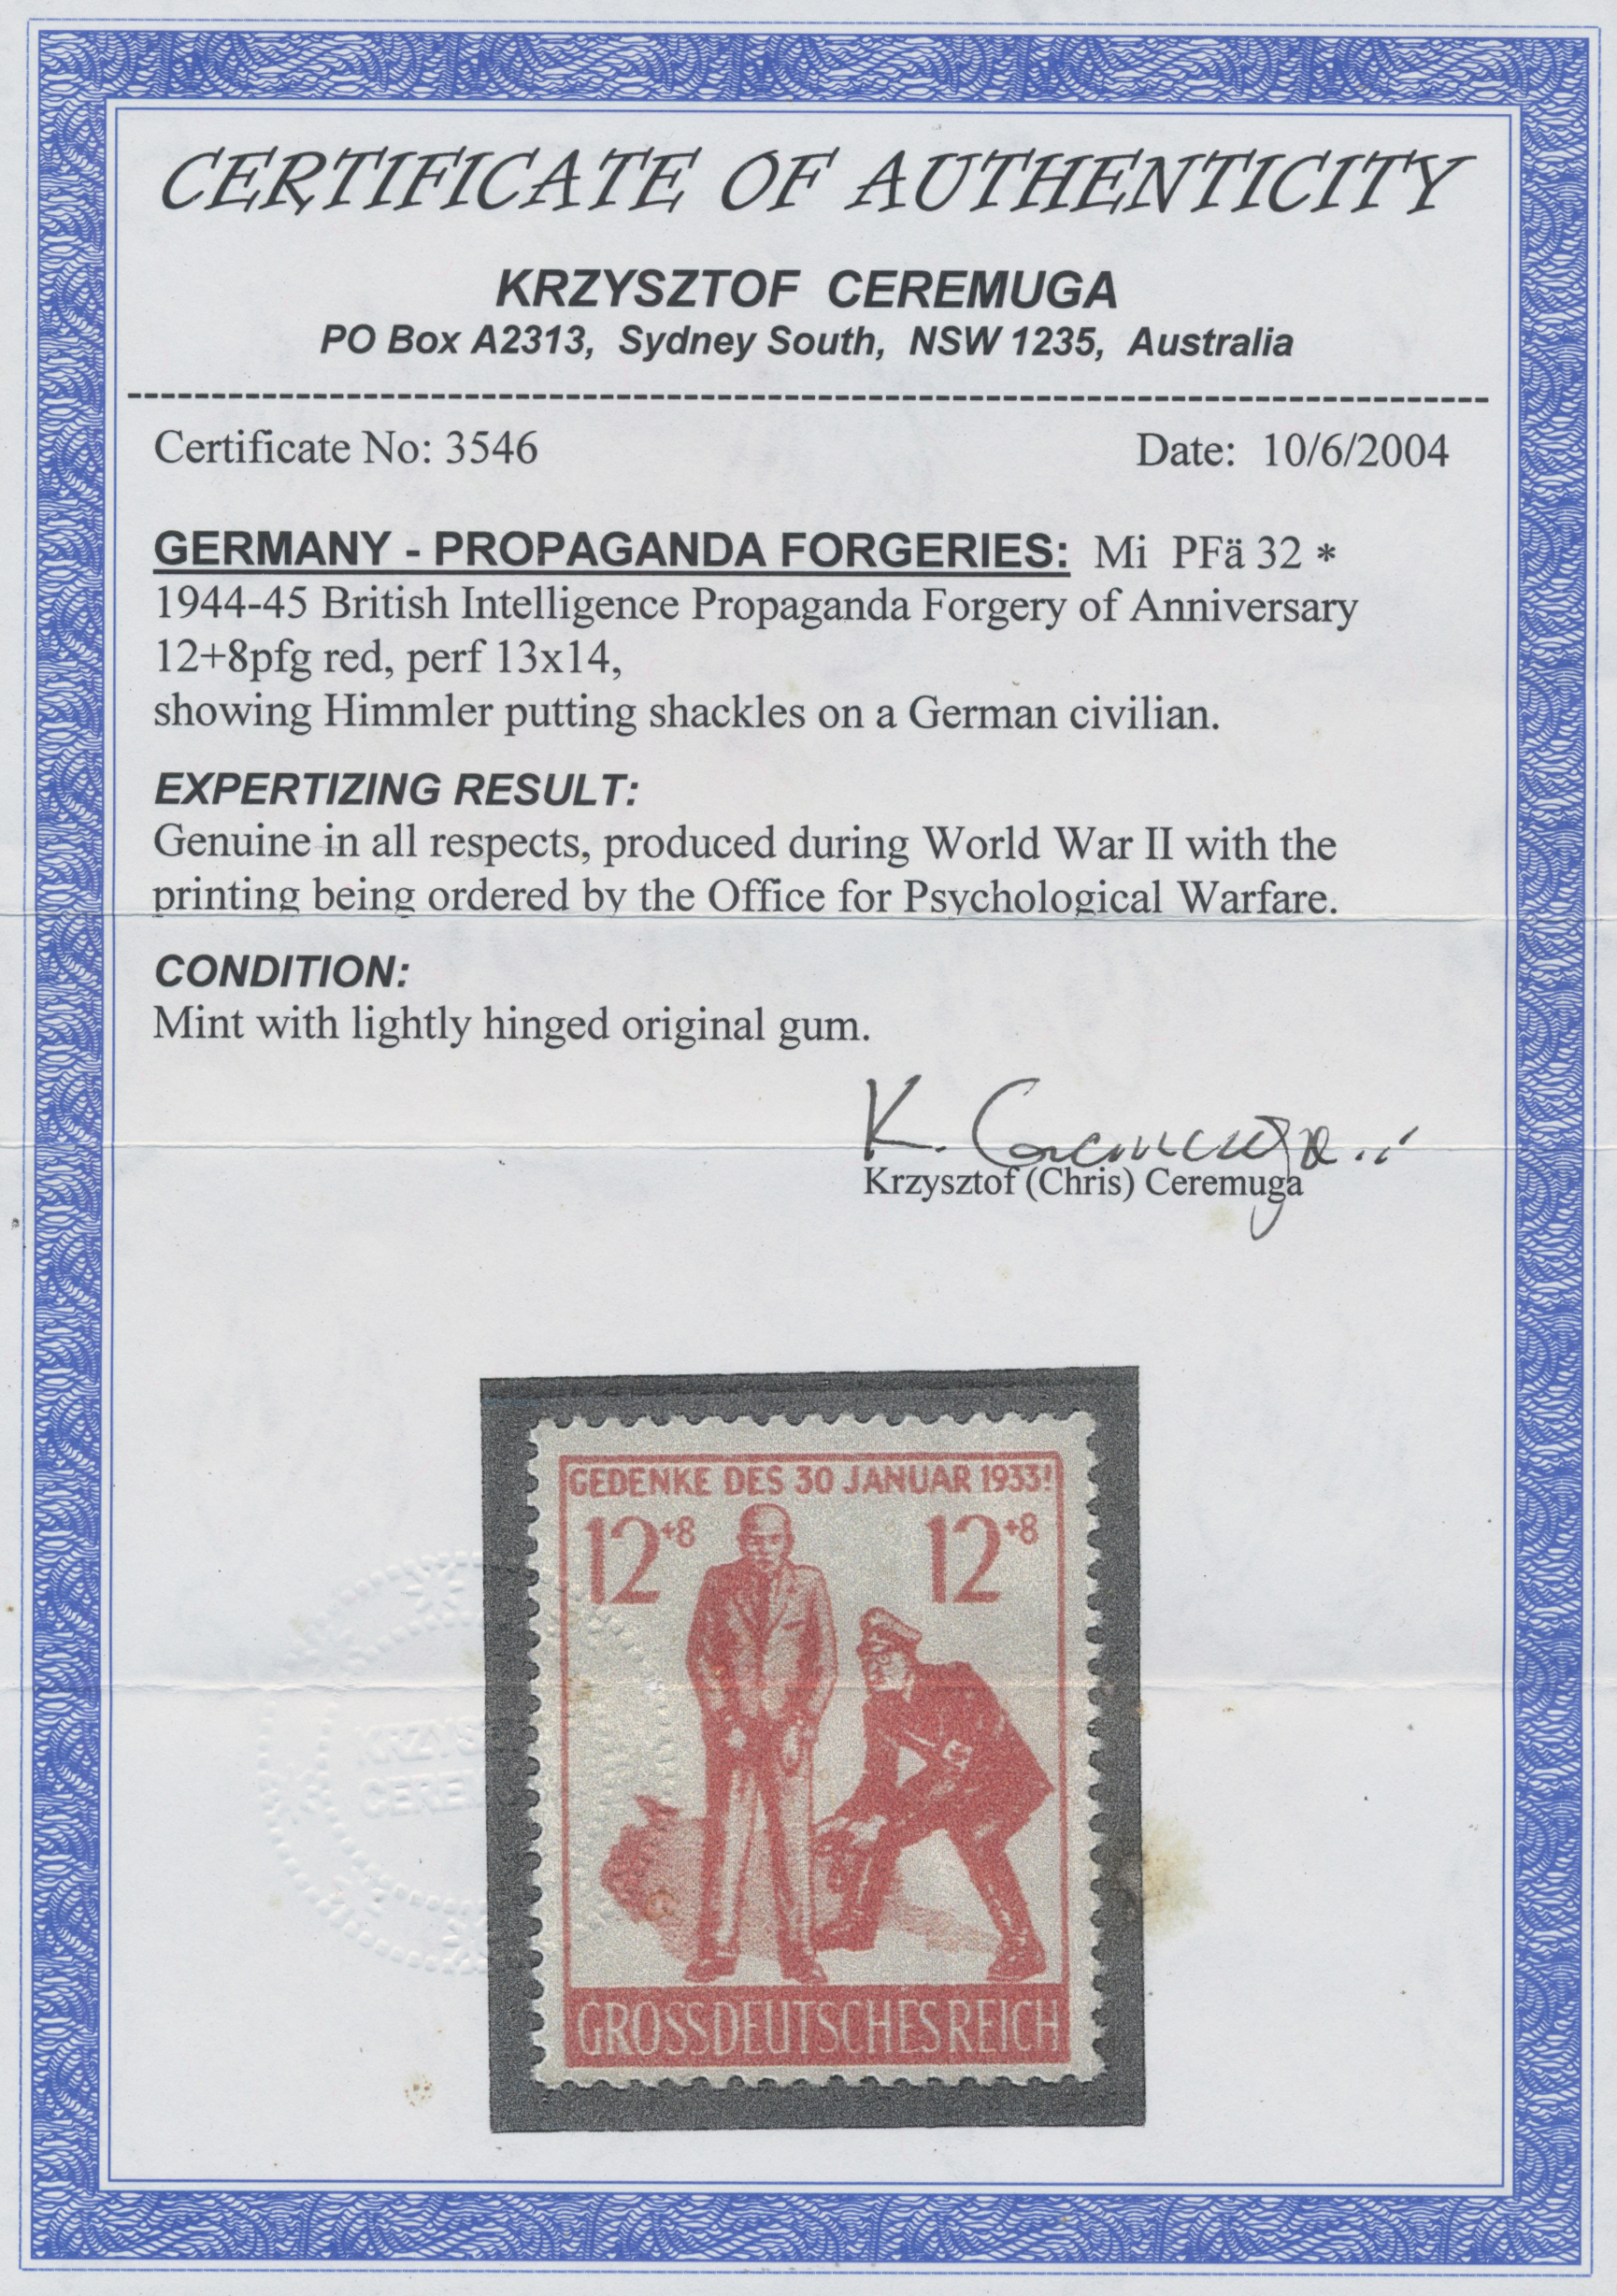 CERTIFICATE OF AUTHENTICITY
KRZYSZTOF CEREMUGA
PO Box A2313, Sydney South, NSW 1235, Australia
Certificate No: 3546 Date: 10/6/2004
GERMANY - PROPAGANDA FORGERIES: Mi PFä 32 *
1944-45 British Intelligence Propaganda Forgery of Anniversary
12+8pfg red, perf 13x14,
showing Himmler putting shackles on a German civilian.
EXPERTIZING RESULT:
Genuine in all respects, produced during World War II with the
printing being ordered by the Office for Psychological Warfare.
CONDITION:
Mint with lightly hinged original gum.
K. Ceremuga
Krzysztof (Chris) Ceremuga
GEDENKE DES 30 JANUAR 1933!
12+8 12+8
KRZYS
CERE
GROSSDEUTSCHES REICH